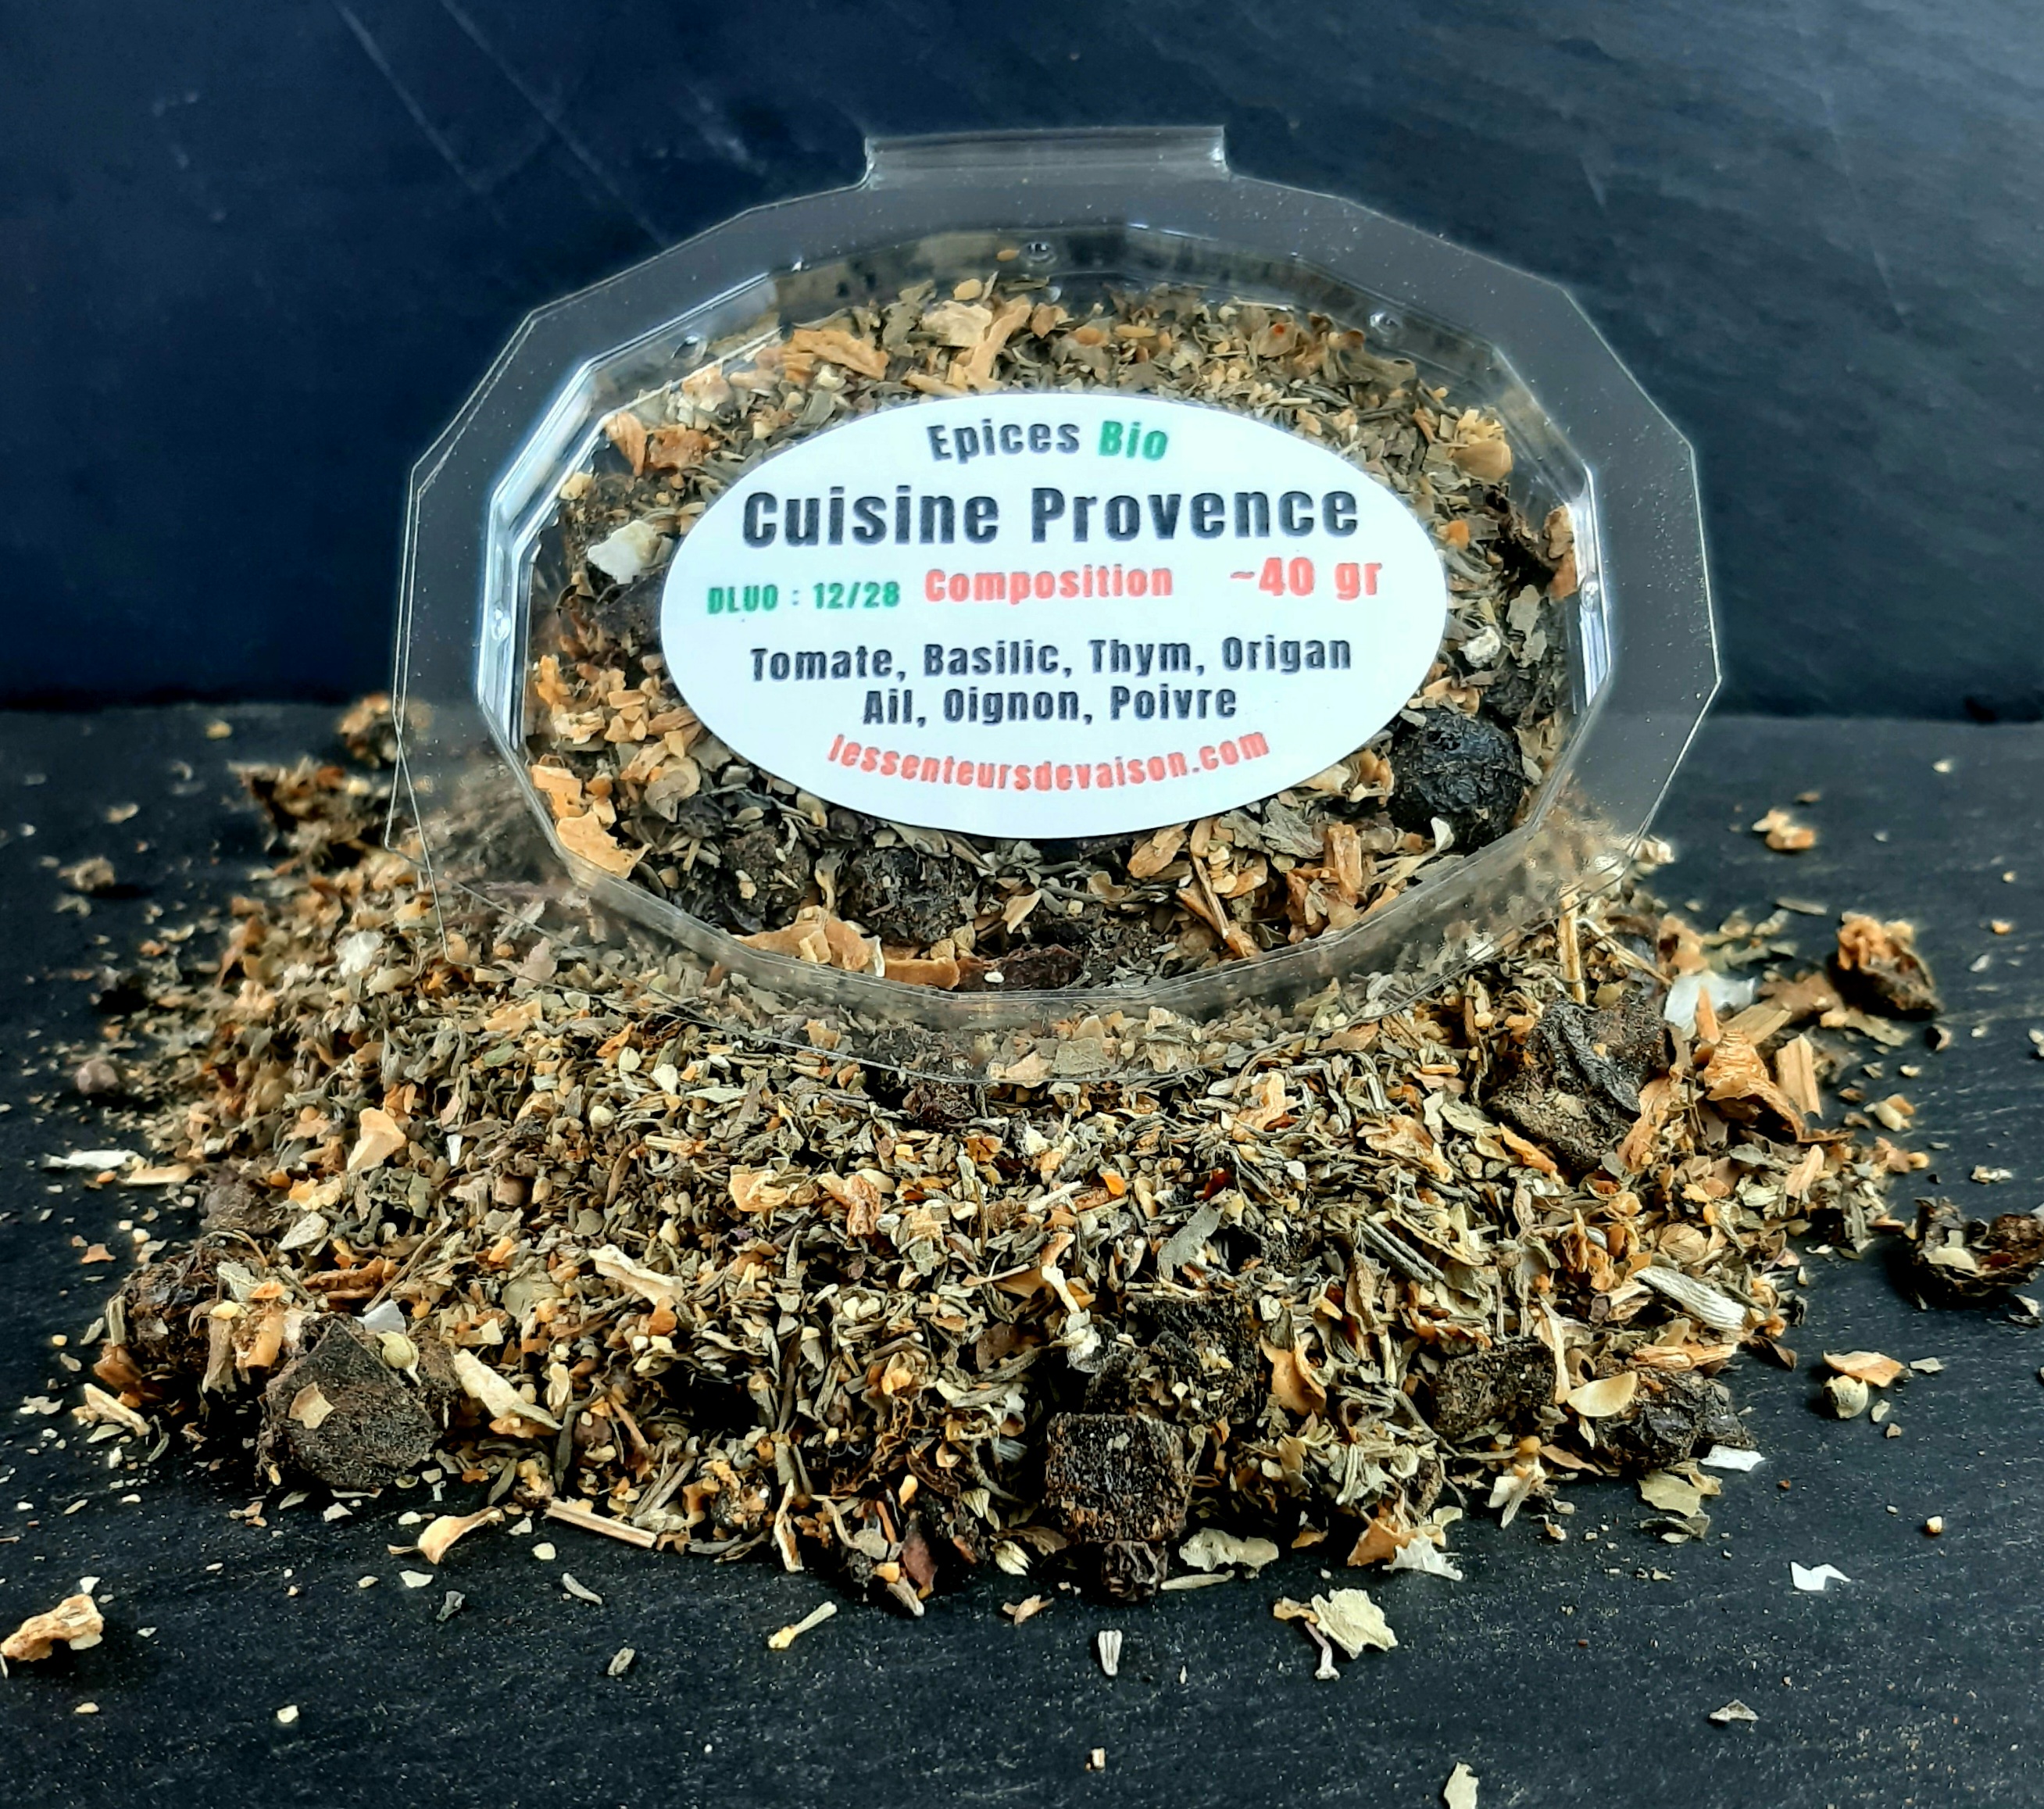 Epices Bio
Cuisine Provence
DLUO : 12/28 Composition ~40 gr
Tomate, Basilic, Thym, Origan
Ail, Oignon, Poivre
lessenteursdevaison.com